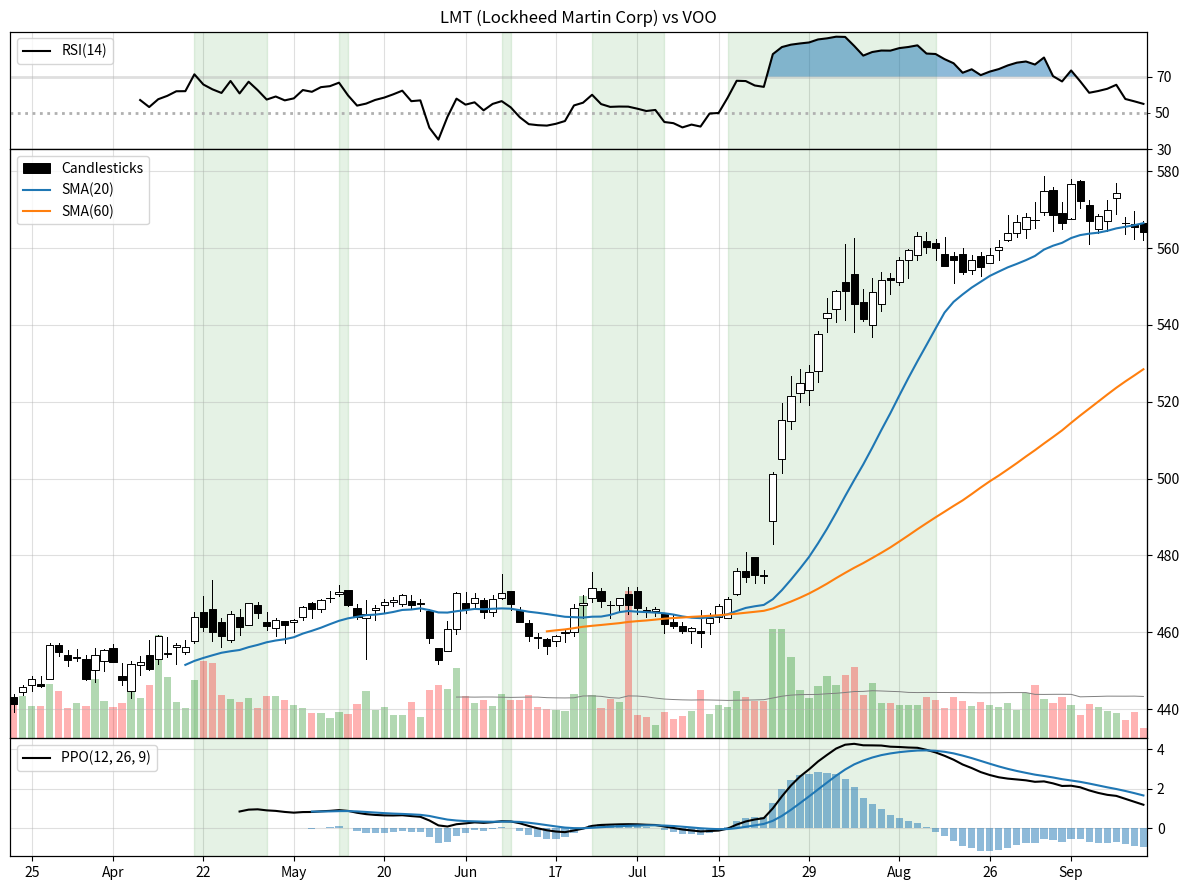 LMT (Lockheed Martin Corp) vs VOO
RSI(14)
70
50
30
Candlesticks
SMA(20)
SMA(60)
580
560
540
520
500
480
460
440
PPO(12, 26, 9)
4
2
0
25 Apr 22 May 20 Jun 17 Jul 15 29 Aug 26 Sep